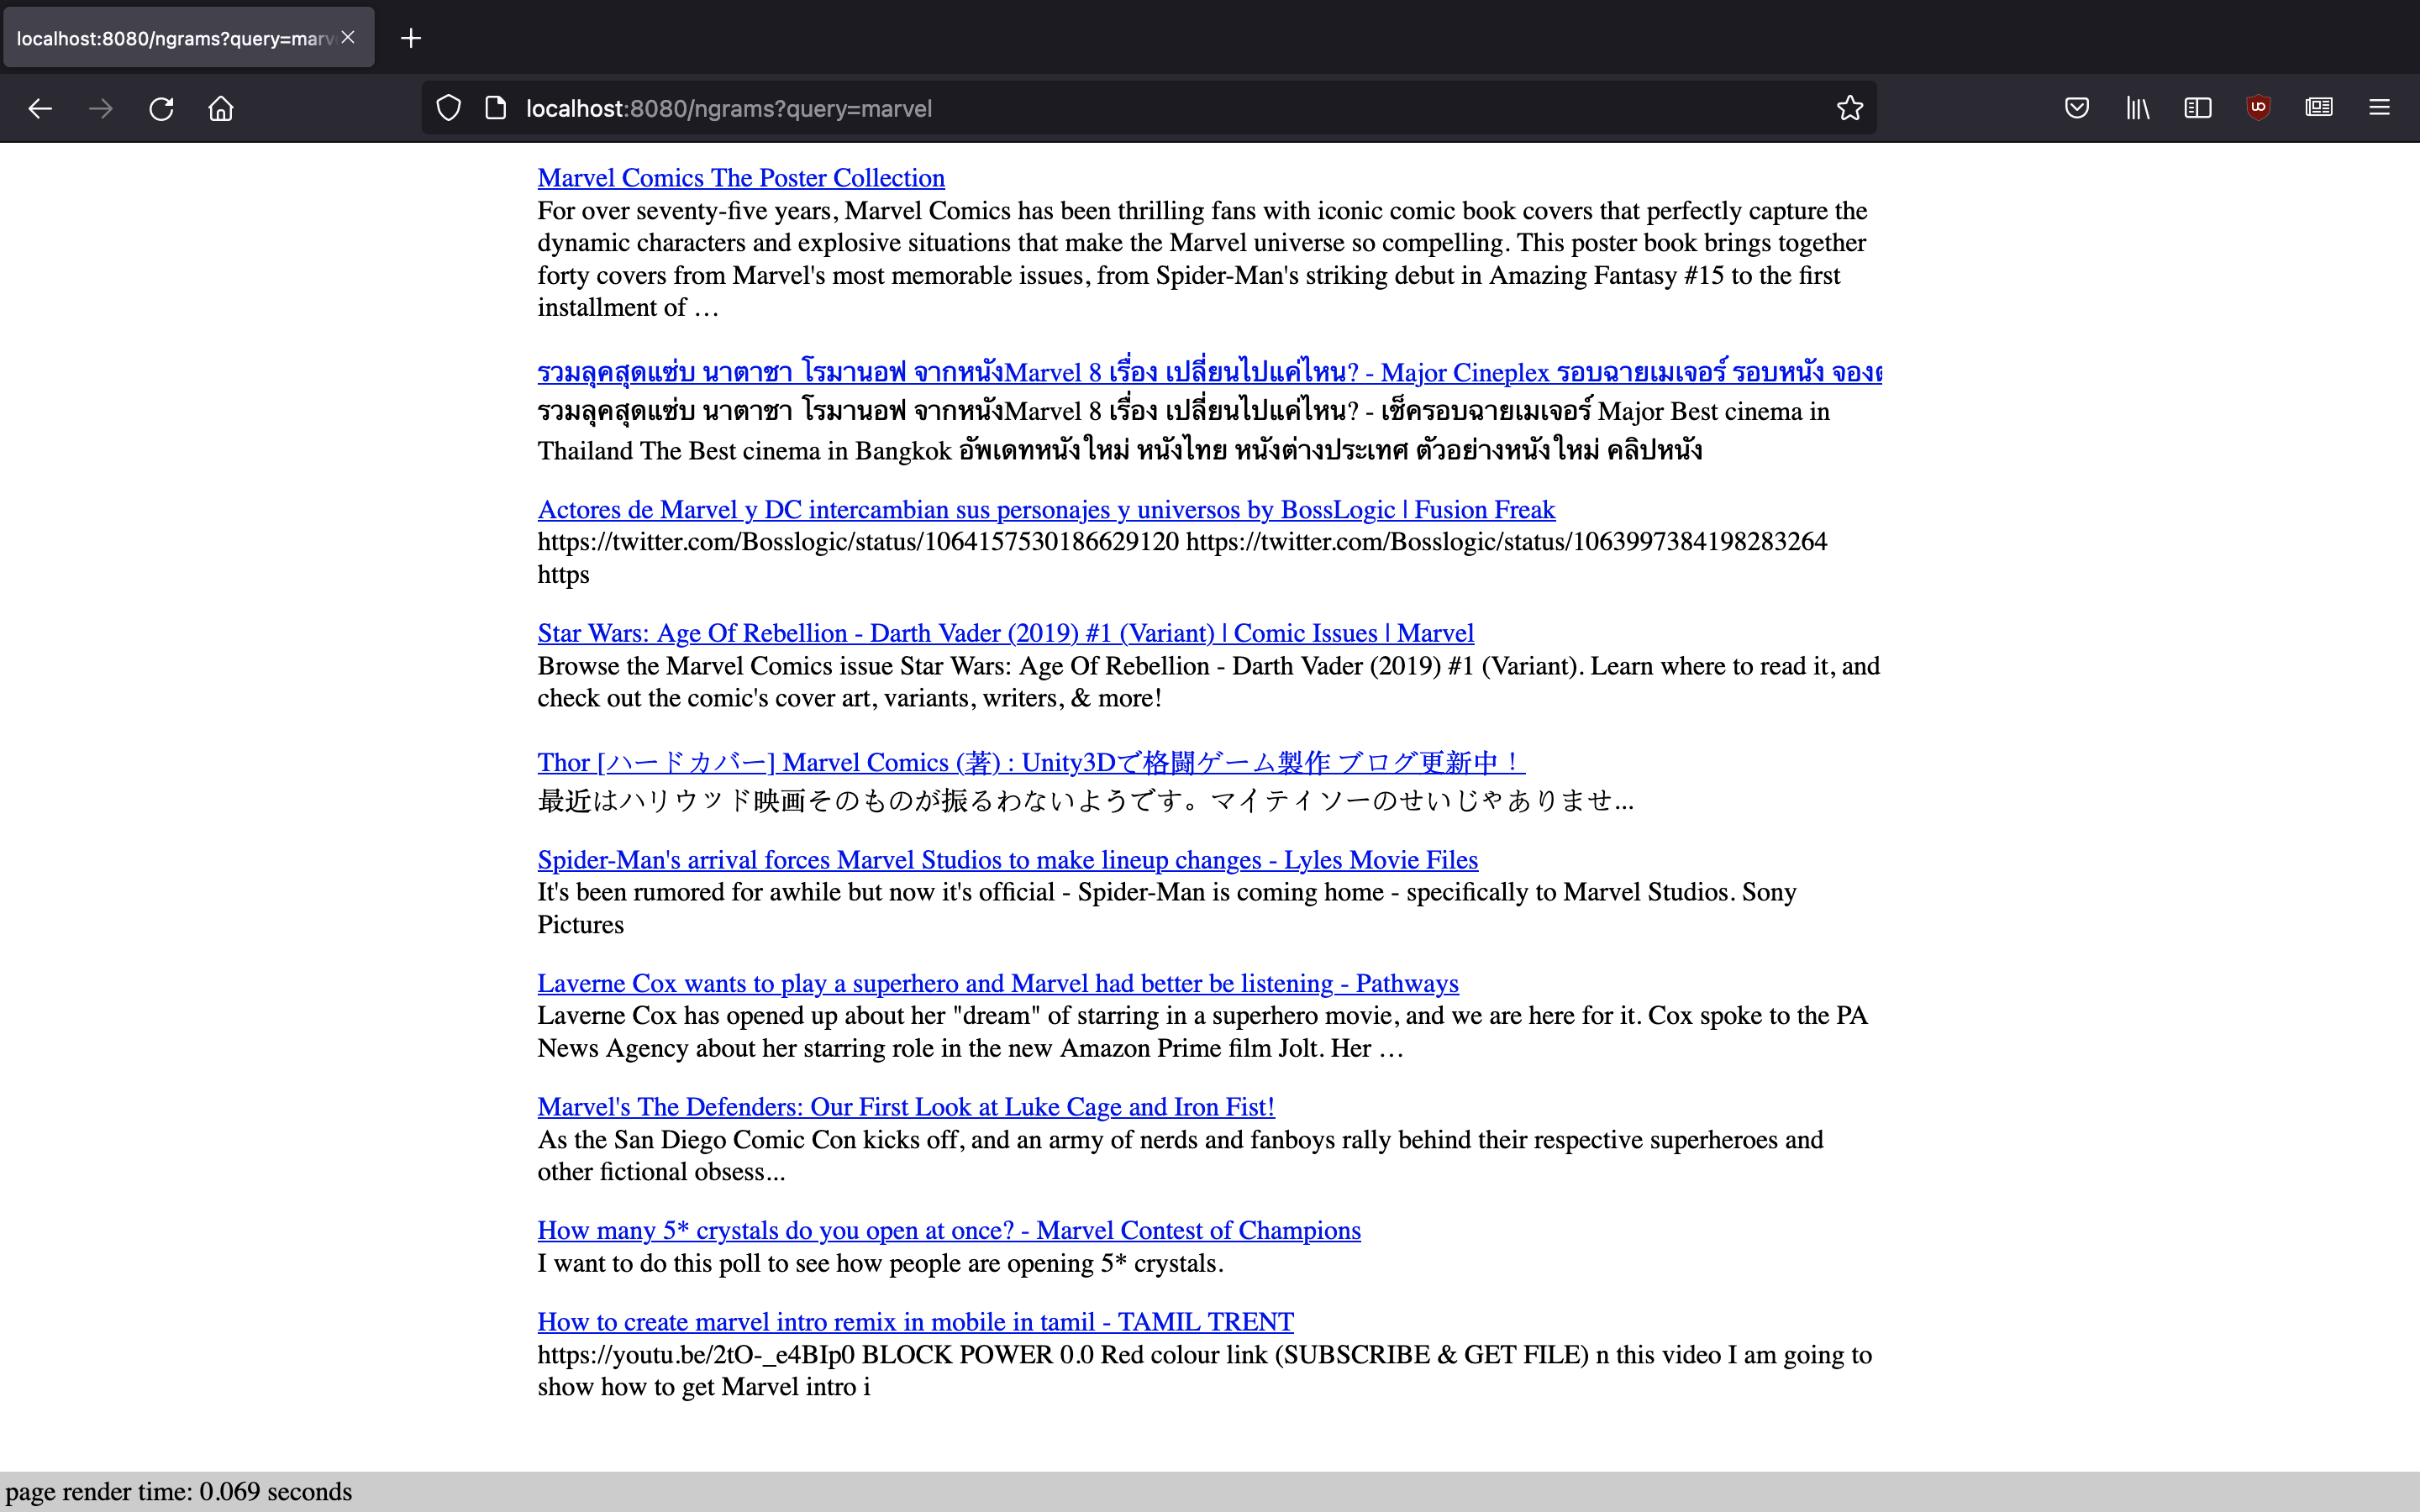 localhost:8080/ngrams?query=marv
localhost:8080/ngrams?query=marvel
Marvel Comics The Poster Collection
For over seventy-five years, Marvel Comics has been thrilling fans with iconic comic book covers that perfectly capture the
dynamic characters and explosive situations that make the Marvel universe so compelling. This poster book brings together
forty covers from Marvel's most memorable issues, from Spider-Man's striking debut in Amazing Fantasy #15 to the first
installment of …
รวมลุคสุดแซ่บ นาตาชา โรมานอฟ จากหนังMarvel 8 เรื่อง เปลี่ยนไปแค่ไหน? - Major Cineplex รอบฉายเมเจอร์ รอบหนัง จอง
รวมลุคสุดแซ่บ นาตาชา โรมานอฟ จากหนังMarvel 8 เรื่อง เปลี่ยนไปแค่ไหน? - เช็ครอบฉายเมเจอร์ Major Best cinema in
Thailand The Best cinema in Bangkok อัพเดทหนังใหม่ หนังไทย หนังต่างประเทศ ตัวอย่างหนังใหม่ คลิปหนัง
Actores de Marvel y DC intercambian sus personajes y universos by BossLogic | Fusion Freak
https://twitter.com/Bosslogic/status/1064157530186629120 https://twitter.com/Bosslogic/status/1063997384198283264
https
Star Wars: Age Of Rebellion - Darth Vader (2019) #1 (Variant) | Comic Issues | Marvel
Browse the Marvel Comics issue Star Wars: Age Of Rebellion - Darth Vader (2019) #1 (Variant). Learn where to read it, and
check out the comic's cover art, variants, writers, & more!
Thor [ハードカバー] Marvel Comics (著) : Unity3Dで格闘ゲーム製作 ブログ更新中！
最近はハリウッド映画そのものが振るわないようです。マイティソーのせいじゃありませ...
Spider-Man's arrival forces Marvel Studios to make lineup changes - Lyles Movie Files
It's been rumored for awhile but now it's official - Spider-Man is coming home - specifically to Marvel Studios. Sony
Pictures
Laverne Cox wants to play a superhero and Marvel had better be listening - Pathways
Laverne Cox has opened up about her "dream" of starring in a superhero movie, and we are here for it. Cox spoke to the PA
News Agency about her starring role in the new Amazon Prime film Jolt. Her …
Marvel's The Defenders: Our First Look at Luke Cage and Iron Fist!
As the San Diego Comic Con kicks off, and an army of nerds and fanboys rally behind their respective superheroes and
other fictional obsess...
How many 5* crystals do you open at once? - Marvel Contest of Champions
I want to do this poll to see how people are opening 5* crystals.
How to create marvel intro remix in mobile in tamil - TAMIL TRENT
https://youtu.be/2tO-_e4BIp0 BLOCK POWER 0.0 Red colour link (SUBSCRIBE & GET FILE) n this video I am going to
show how to get Marvel intro i
page render time: 0.069 seconds